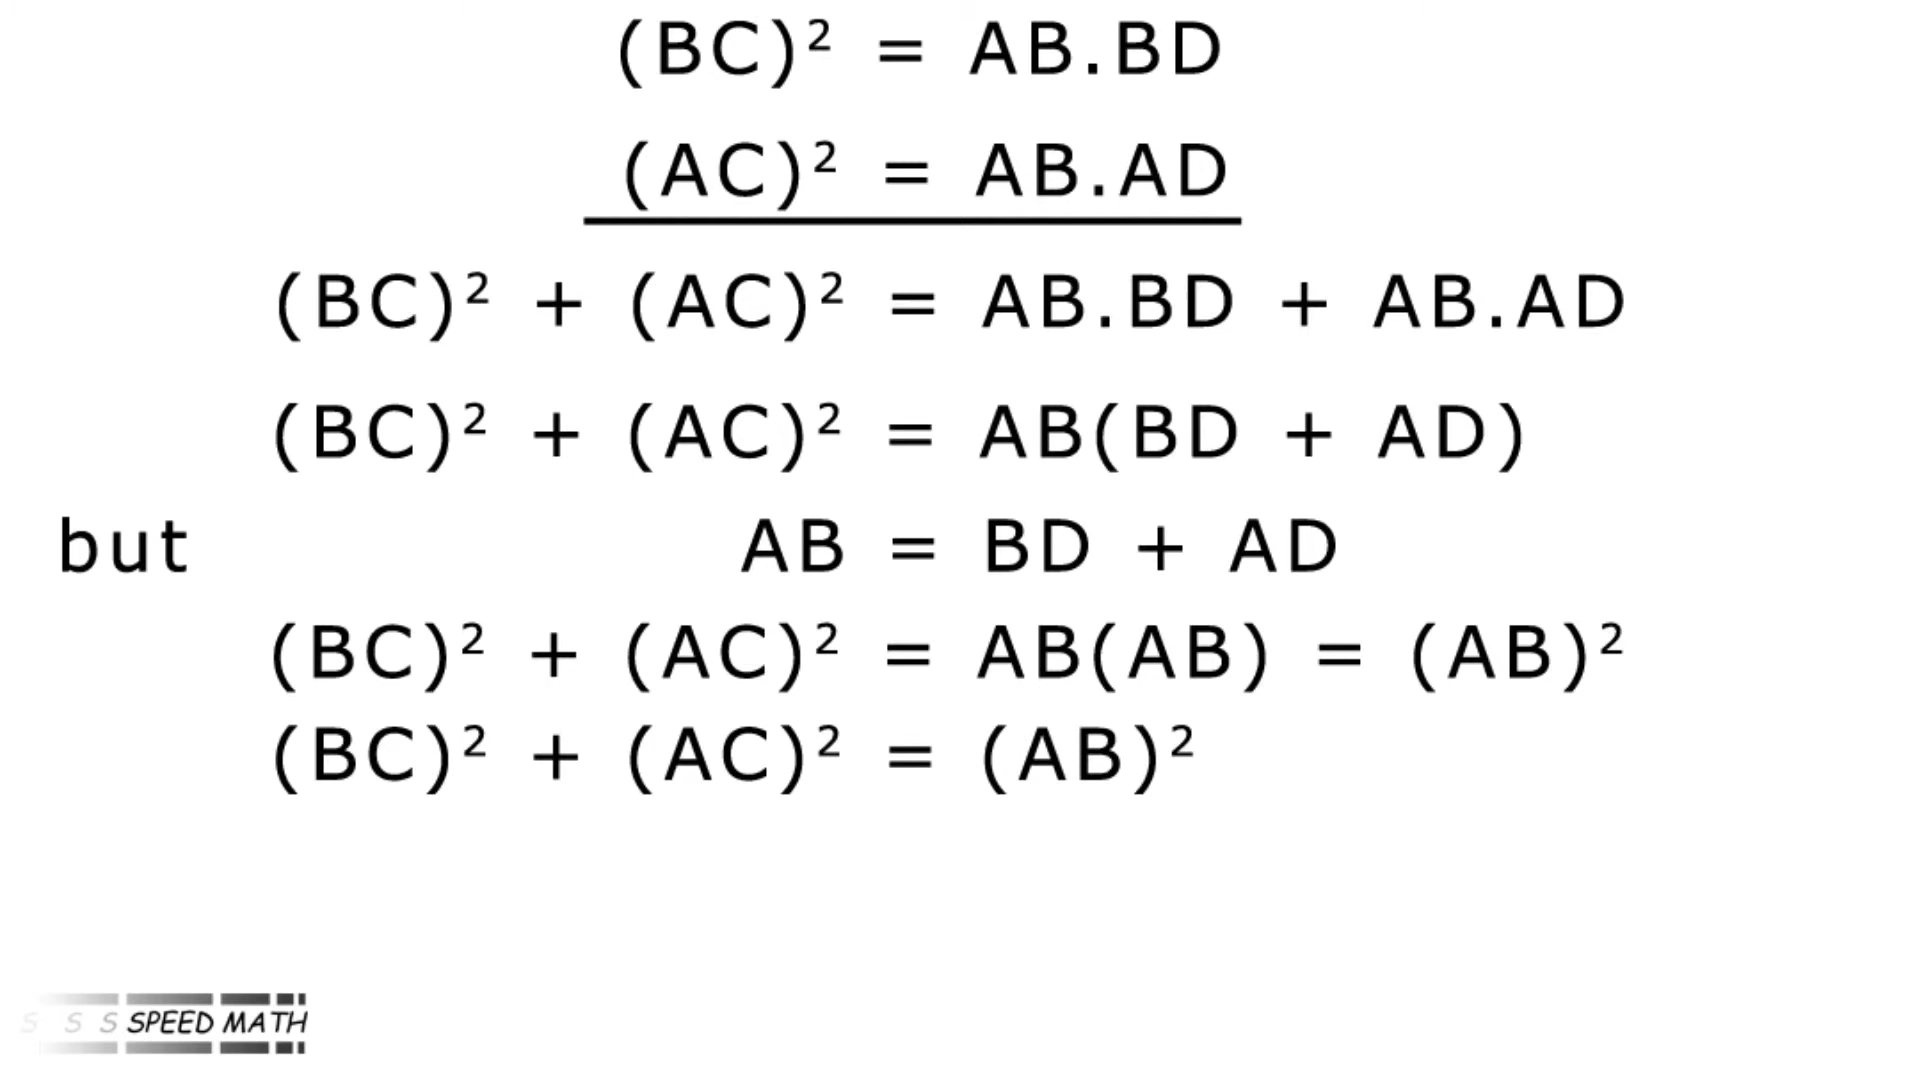 (BC)² = AB.BD
(AC)² = AB.AD
(BC)² + (AC)² = AB.BD + AB.AD
(BC)² + (AC)² = AB(BD + AD)
but AB = BD + AD
(BC)² + (AC)² = AB(AB) = (AB)²
(BC)² + (AC)² = (AB)²
S S S SPEED MATH